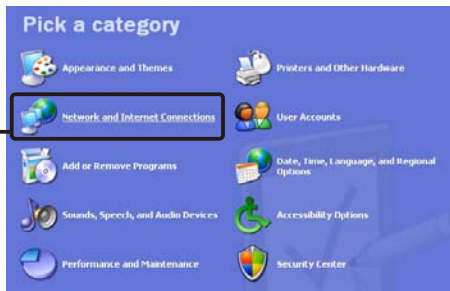 Pick a category
Appearance and Themes
Printers and Other Hardware
Network and Internet Connections
User Accounts
Add or Remove Programs
Date, Time, Language, and Regional
Options
Sounds, Speech, and Audio Devices
Accessibility Options
Performance and Maintenance
Security Center